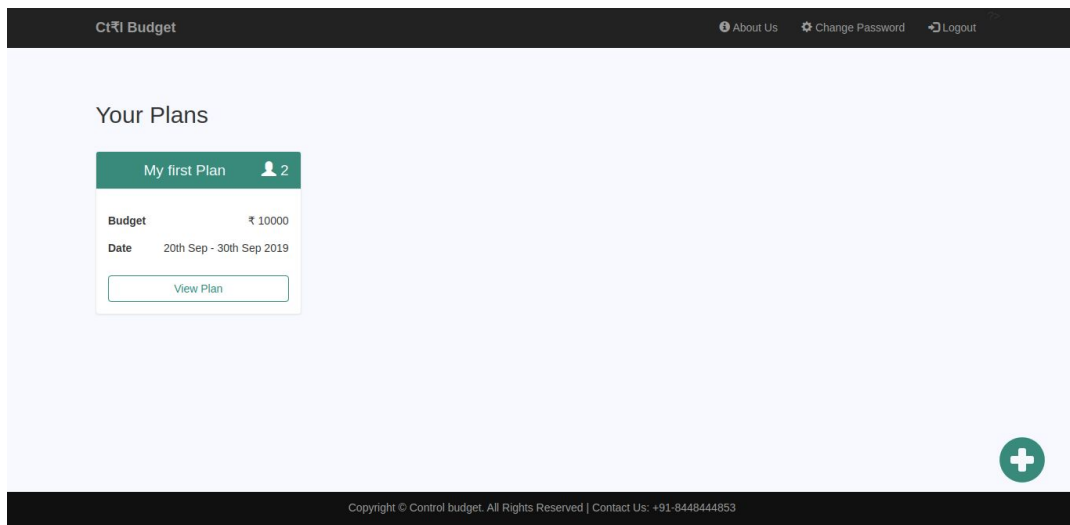 Ct₹l Budget
About Us Change Password Logout
?>
Your Plans
My first Plan 2
Budget ₹ 10000
Date 20th Sep - 30th Sep 2019
View Plan
Copyright © Control budget. All Rights Reserved | Contact Us: +91-8448444853